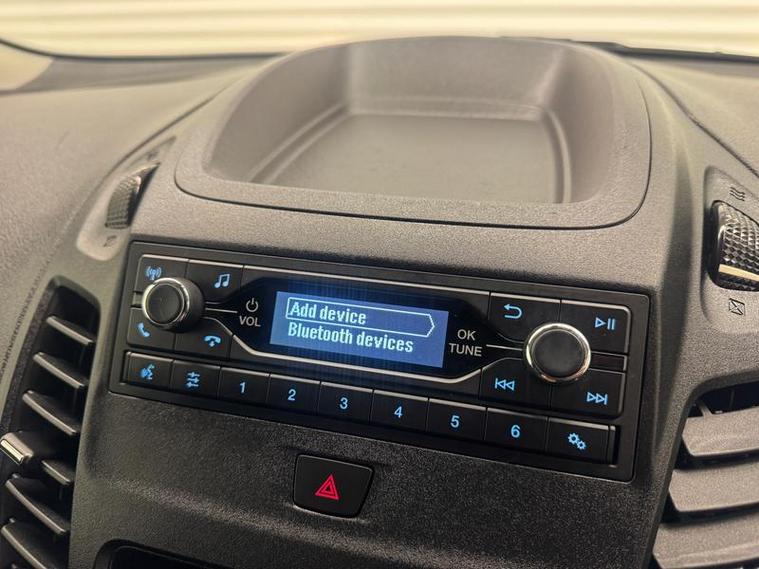 Add device
Bluetooth devices
VOL
OK
TUNE
1 2 3 4 5 6